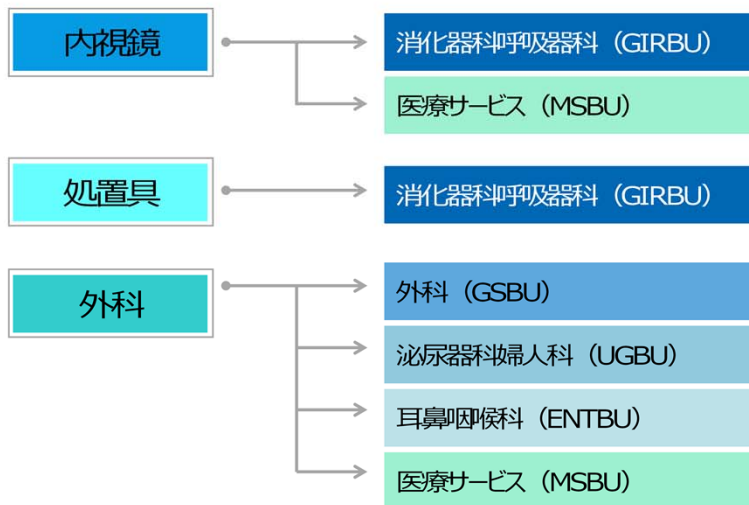 内視鏡
消化器科呼吸器科（GIRBU）
医療サービス（MSBU）
処置具
消化器科呼吸器科（GIRBU）
外科
外科（GSBU）
泌尿器科婦人科（UGBU）
耳鼻咽喉科（ENTBU）
医療サービス（MSBU）